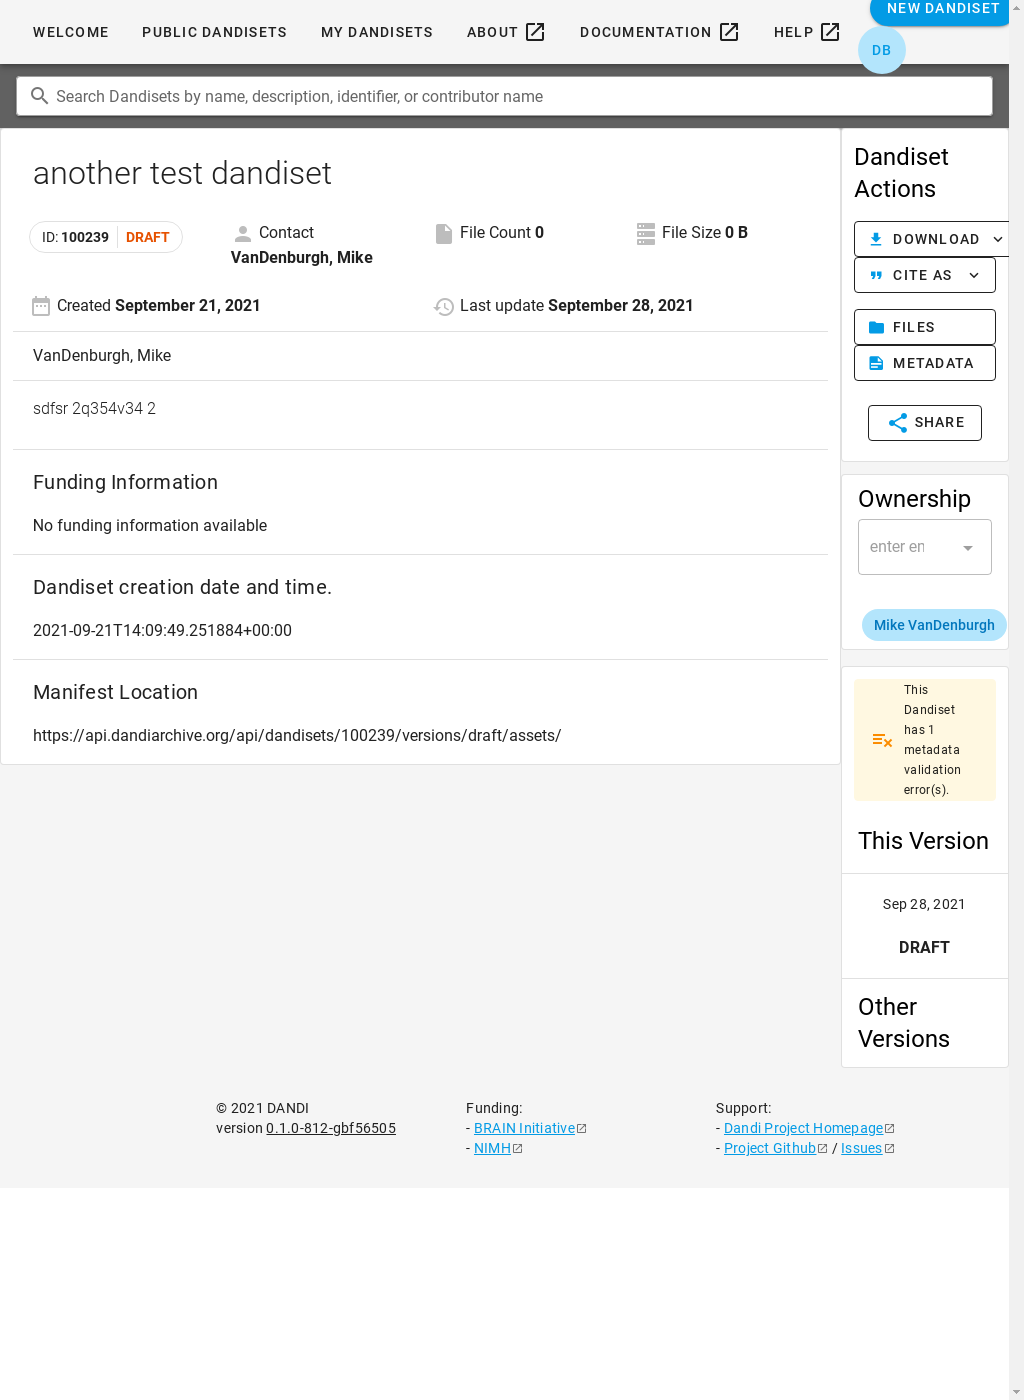 WELCOME PUBLIC DANDISETS MY DANDISETS ABOUT DOCUMENTATION HELP NEW DANDISET
DB
Search Dandisets by name, description, identifier, or contributor name
another test dandiset
ID: 100239 DRAFT
Contact
VanDenburgh, Mike
File Count 0
File Size 0 B
Created September 21, 2021
Last update September 28, 2021
VanDenburgh, Mike
sdfsr 2q354v34 2
Funding Information
No funding information available
Dandiset creation date and time.
2021-09-21T14:09:49.251884+00:00
Manifest Location
https://api.dandiarchive.org/api/dandisets/100239/versions/draft/assets/
Dandiset
Actions
DOWNLOAD
CITE AS
FILES
METADATA
SHARE
Ownership
enter en
Mike VanDenburgh
This
Dandiset
has 1
metadata
validation
error(s).
This Version
Sep 28, 2021
DRAFT
Other
Versions
© 2021 DANDI
version 0.1.0-812-gbf56505
Funding:
- BRAIN Initiative
- NIMH
Support:
- Dandi Project Homepage
- Project Github / Issues